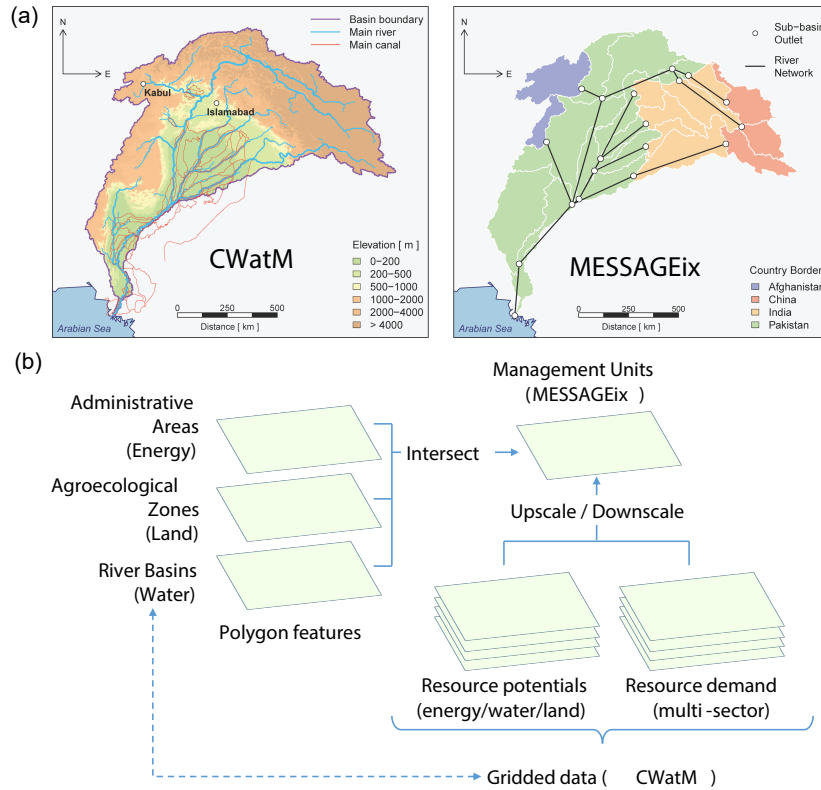 (a)
N
E
Basin boundary
Main river
Main canal
Kabul
Islamabad
CWatM
Elevation [ m ]
0−200
200−500
500−1000
1000−2000
2000−4000
> 4000
Arabian Sea
0 250 500
Distance [ km ]
N
E
Sub-basin
Outlet
River
Network
MESSAGEix
Country Border
Afghanistan
China
India
Pakistan
Arabian Sea
0 250 500
Distance [ km ]
(b)
Administrative
Areas
(Energy)
Agroecological
Zones
(Land)
River Basins
(Water)
Polygon features
Intersect
Management Units
(MESSAGEix )
Upscale / Downscale
Resource potentials
(energy/water/land)
Resource demand
(multi -sector)
Gridded data ( CWatM )